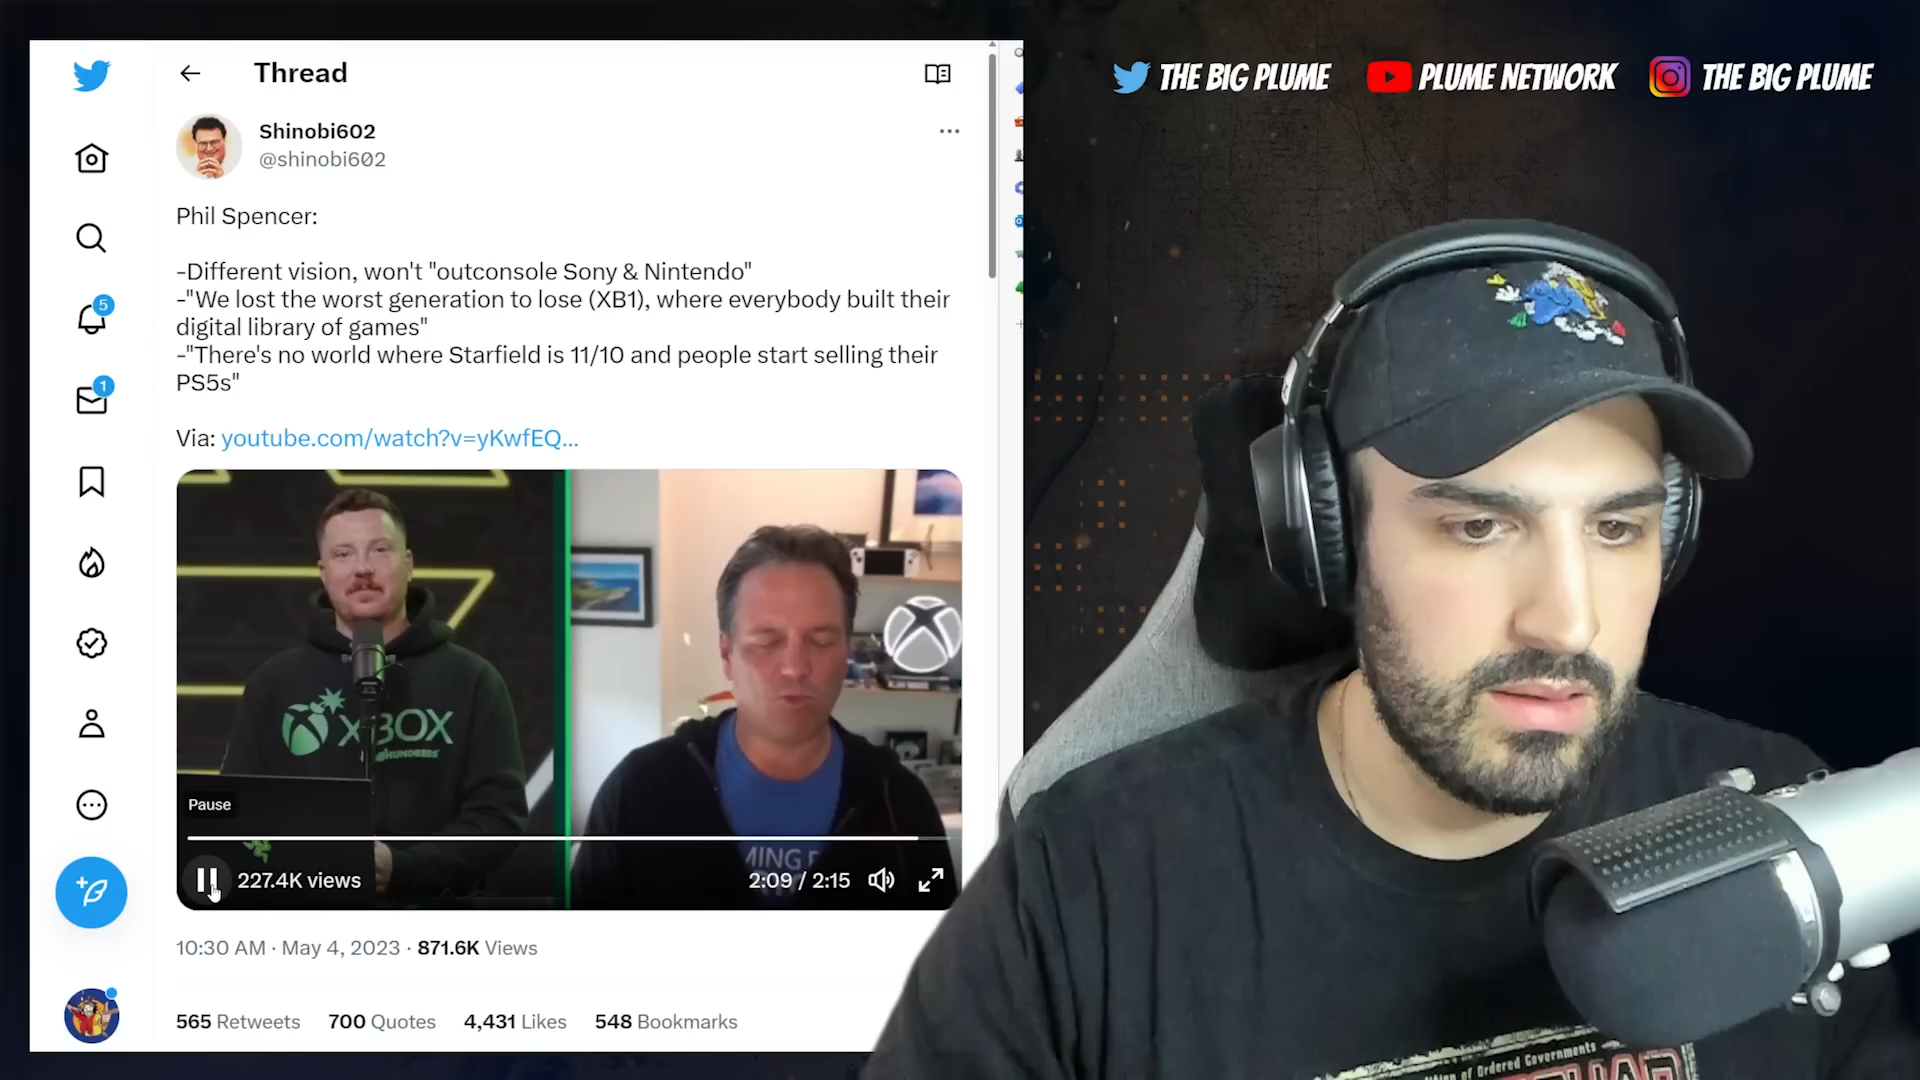 Thread
Shinobi602
@shinobi602
Phil Spencer:
-Different vision, won't "outconsole Sony & Nintendo"
-"We lost the worst generation to lose (XB1), where everybody built their
digital library of games"
-"There's no world where Starfield is 11/10 and people start selling their
PS5s"
Via: youtube.com/watch?v=yKwfEQ...
5
1
XBOX
HUNDREDS
Pause
227.4K views
2:09 / 2:15
10:30 AM · May 4, 2023 · 871.6K Views
565 Retweets 700 Quotes 4,431 Likes 548 Bookmarks
THE BIG PLUME
PLUME NETWORK
THE BIG PLUME
of Ordered Governments